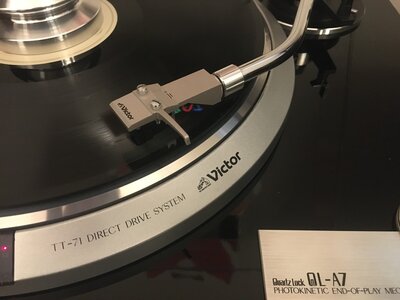 Victor
Victor
TT-71 DIRECT DRIVE SYSTEM
Quartz Lock QL-A7
PHOTOKINETIC END-OF-PLAY MEC